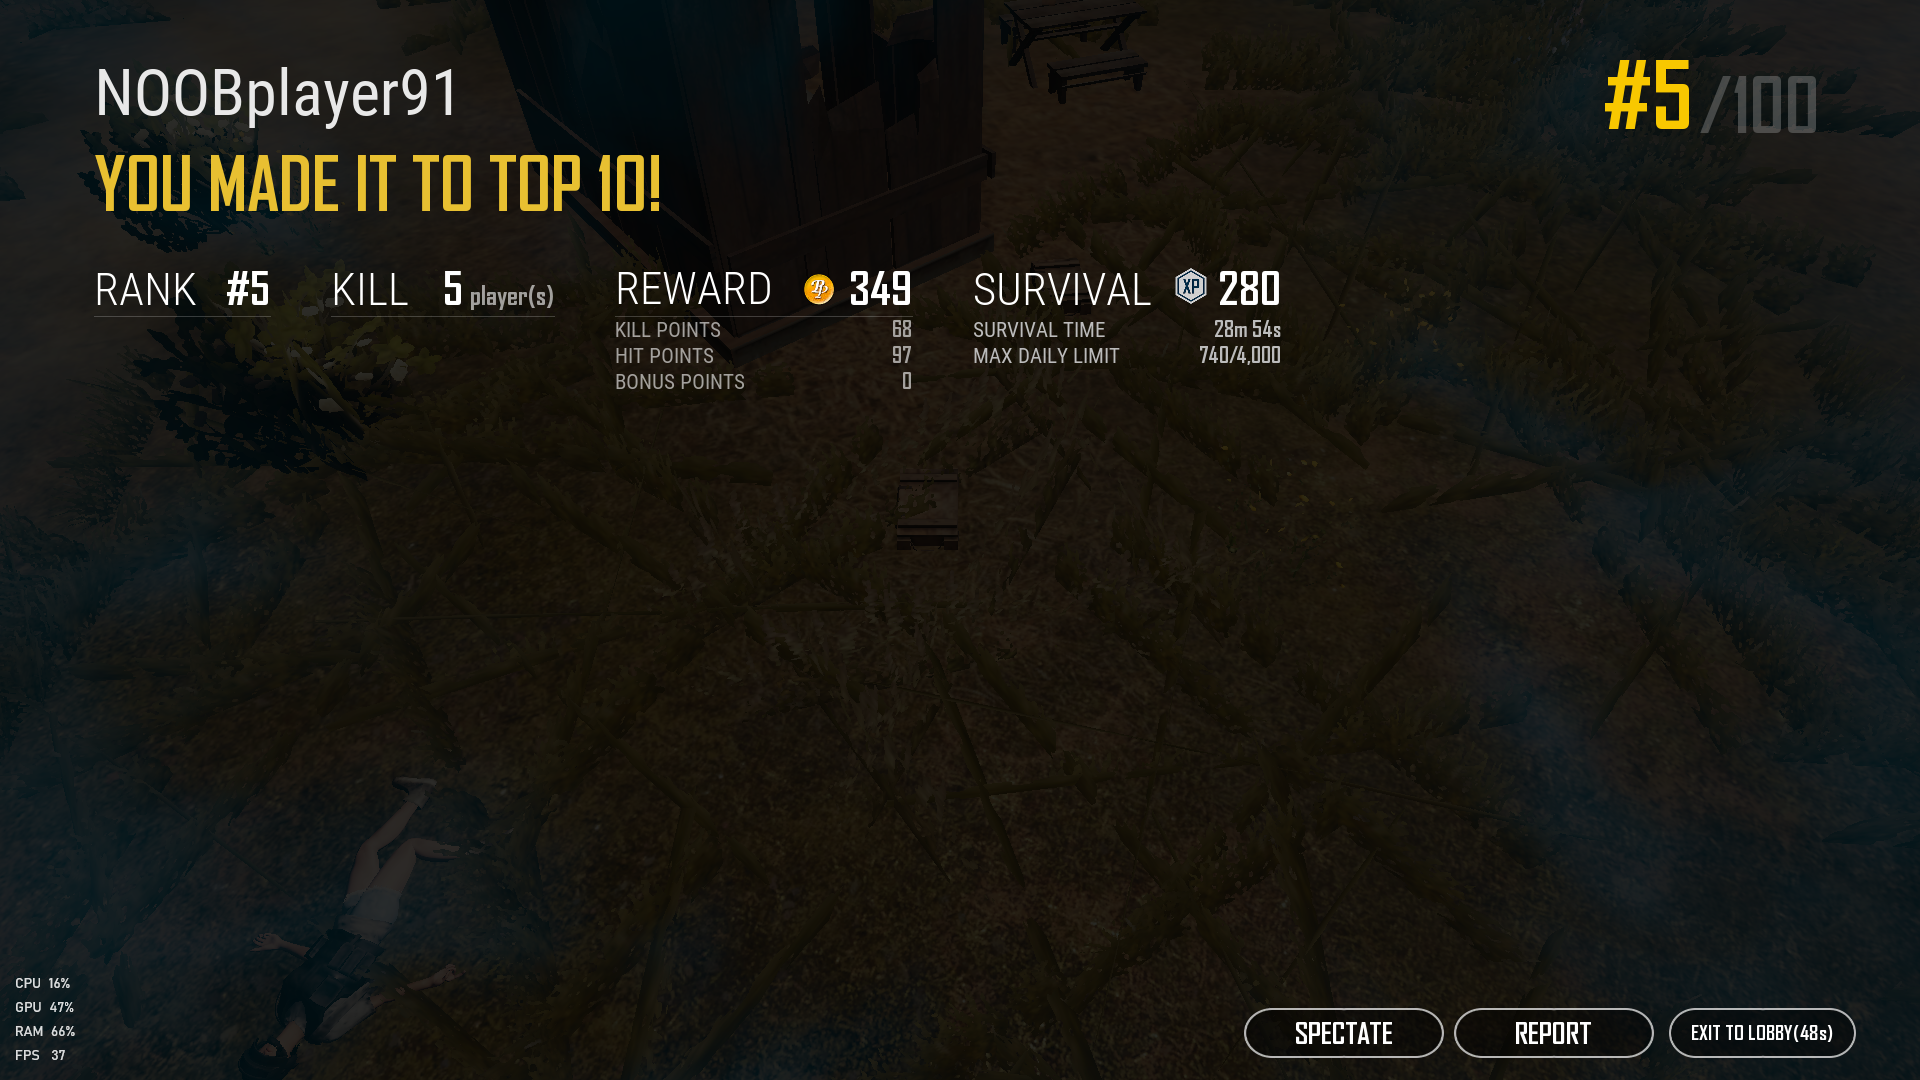 NOOBplayer91
#5/100
YOU MADE IT TO TOP 10!
RANK #5
KILL 5 player(s)
REWARD BP 349
KILL POINTS 68
HIT POINTS 97
BONUS POINTS 0
SURVIVAL XP 280
SURVIVAL TIME 28m 54s
MAX DAILY LIMIT 740/4,000
CPU 16%
GPU 47%
RAM 66%
FPS 37
SPECTATE
REPORT
EXIT TO LOBBY(48s)